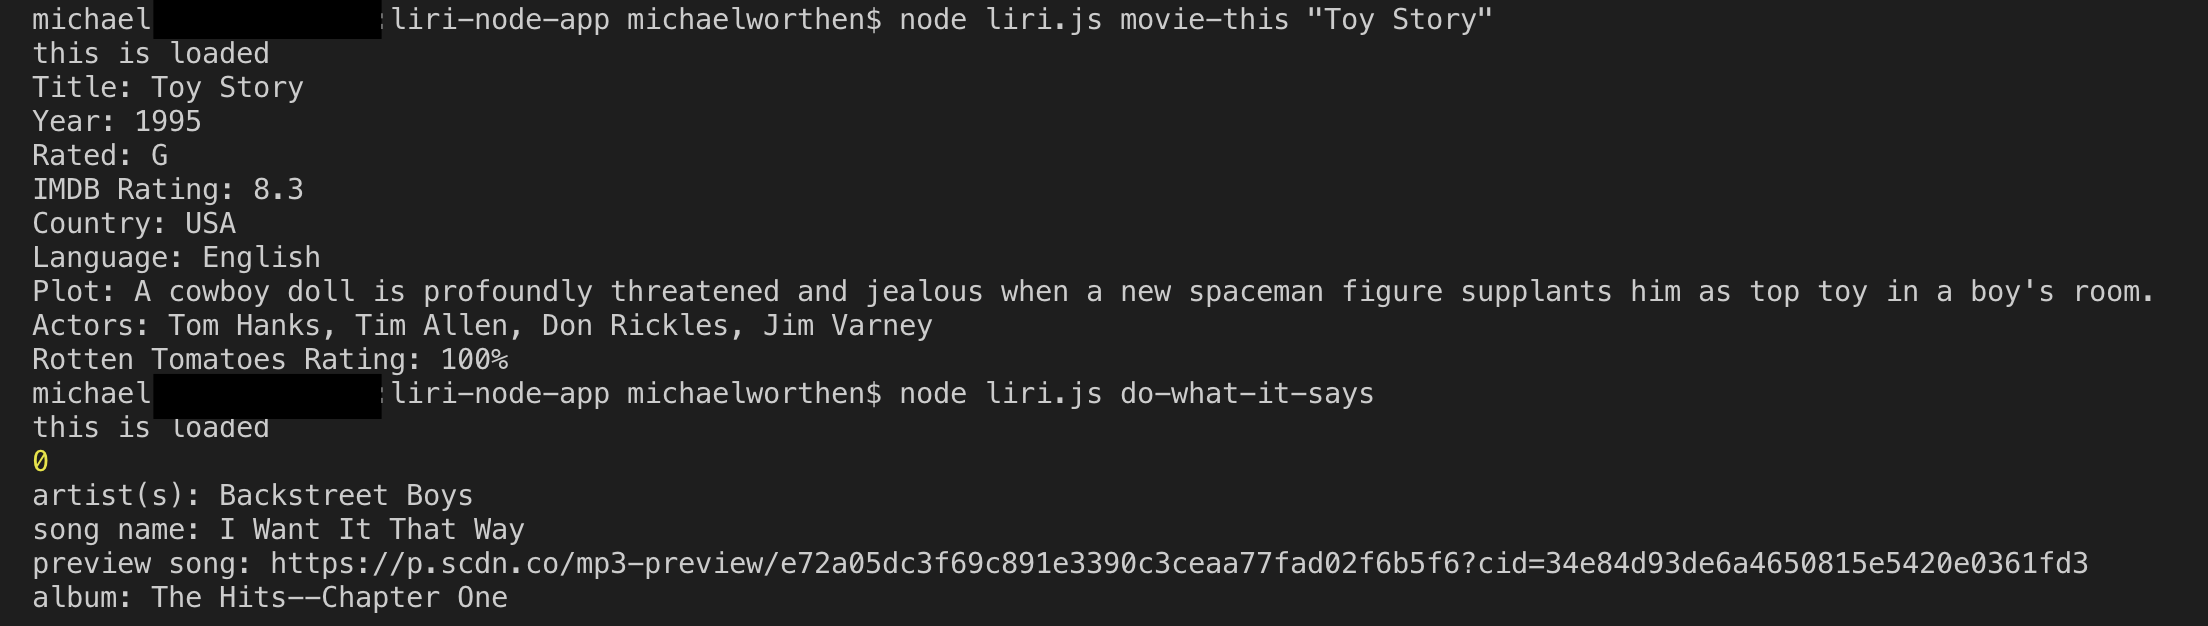 michael :liri-node-app michaelworthen$ node liri.js movie-this "Toy Story"
this is loaded
Title: Toy Story
Year: 1995
Rated: G
IMDB Rating: 8.3
Country: USA
Language: English
Plot: A cowboy doll is profoundly threatened and jealous when a new spaceman figure supplants him as top toy in a boy's room.
Actors: Tom Hanks, Tim Allen, Don Rickles, Jim Varney
Rotten Tomatoes Rating: 100%
michael :liri-node-app michaelworthen$ node liri.js do-what-it-says
this is loaded
0
artist(s): Backstreet Boys
song name: I Want It That Way
preview song: https://p.scdn.co/mp3-preview/e72a05dc3f69c891e3390c3ceaa77fad02f6b5f6?cid=34e84d93de6a4650815e5420e0361fd3
album: The Hits--Chapter One